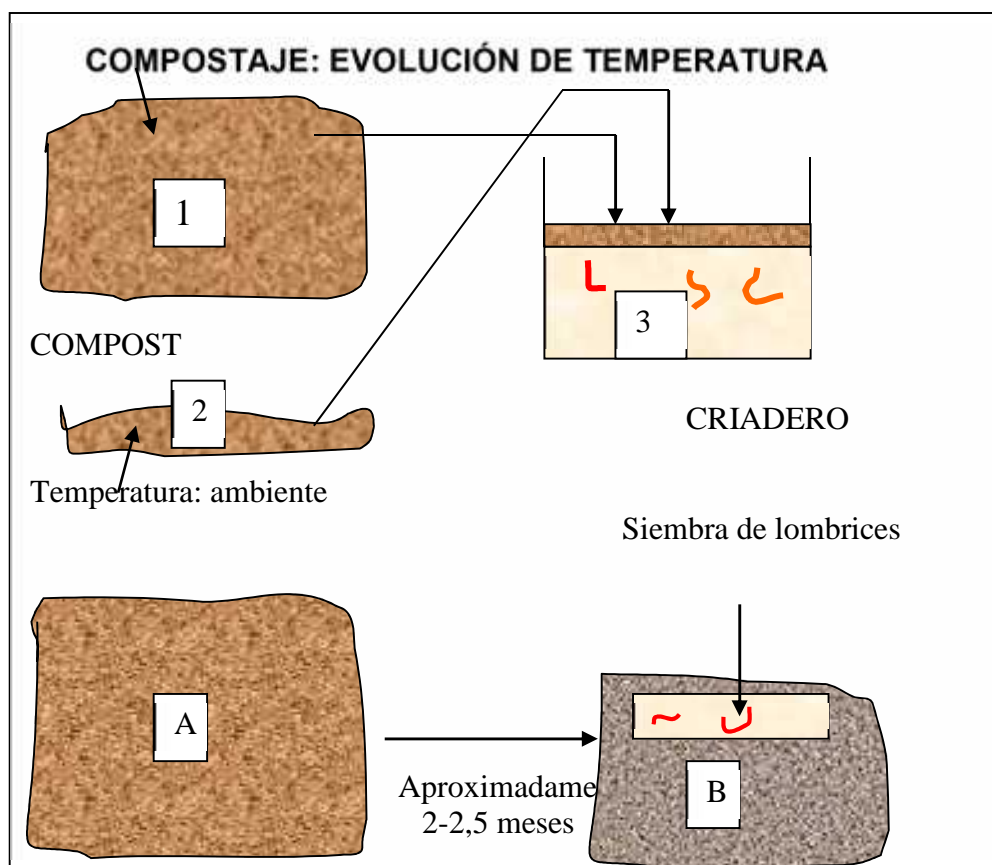 COMPOSTAJE: EVOLUCIÓN DE TEMPERATURA
1
COMPOST
2
Temperatura: ambiente
3
CRIADERO
Siembra de lombrices
A
Aproximadame
2-2,5 meses
B